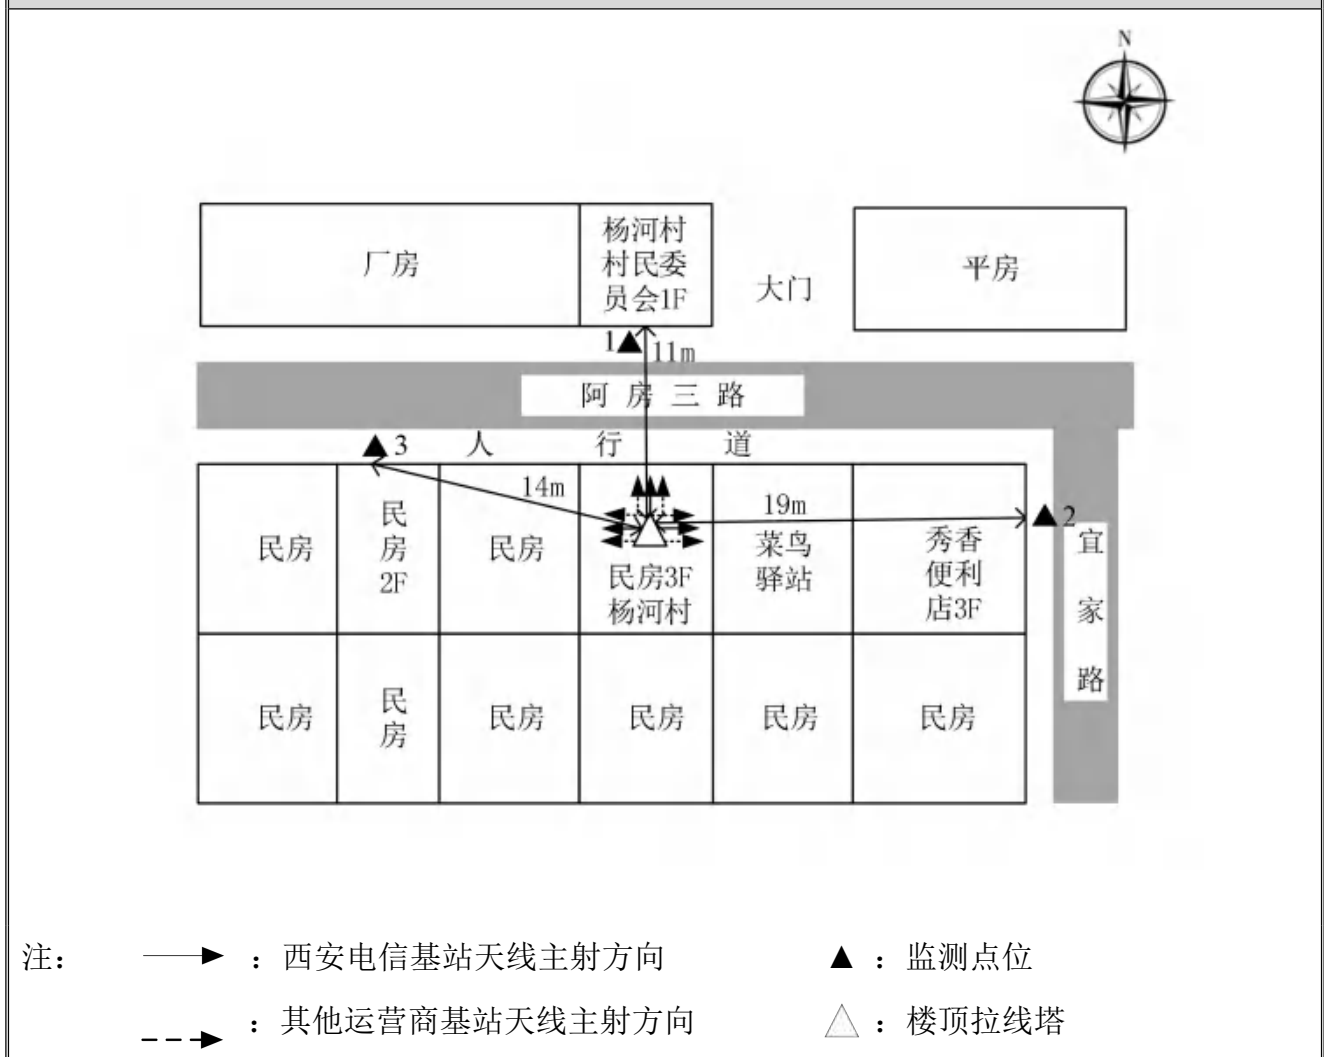 N
厂房
杨河村
村民委
员会1F
大门
平房
1
11m
阿房三路
3
人行道
14m
19m
2
民房
民房2F
民房
民房3F
杨河村
菜鸟
驿站
秀香
便利
店3F
宜家路
民房
民房
民房
民房
民房
民房
注：
：西安电信基站天线主射方向
：监测点位
：其他运营商基站天线主射方向
：楼顶拉线塔